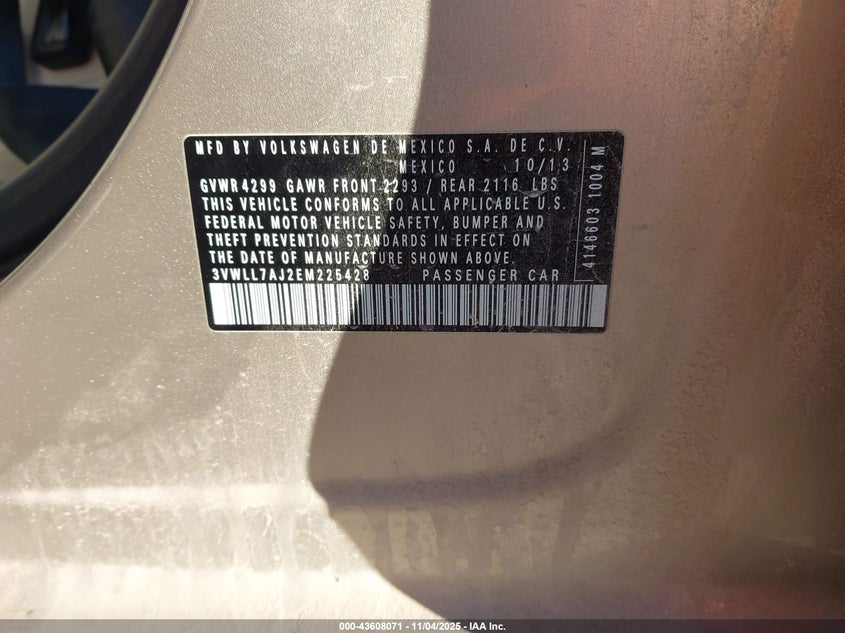 MFD BY VOLKSWAGEN DE MEXICO S.A. DE C.V.
MEXICO 10/13
GVWR 4299 GAWR FRONT 2293 / REAR 2116 LBS
THIS VEHICLE CONFORMS TO ALL APPLICABLE U.S.
FEDERAL MOTOR VEHICLE SAFETY, BUMPER AND
THEFT PREVENTION STANDARDS IN EFFECT ON
THE DATE OF MANUFACTURE SHOWN ABOVE.
3VWLL7AJ2EM225428 PASSENGER CAR
4146603 1004 M
000-43608071 — 11/04/2025 — IAA Inc.